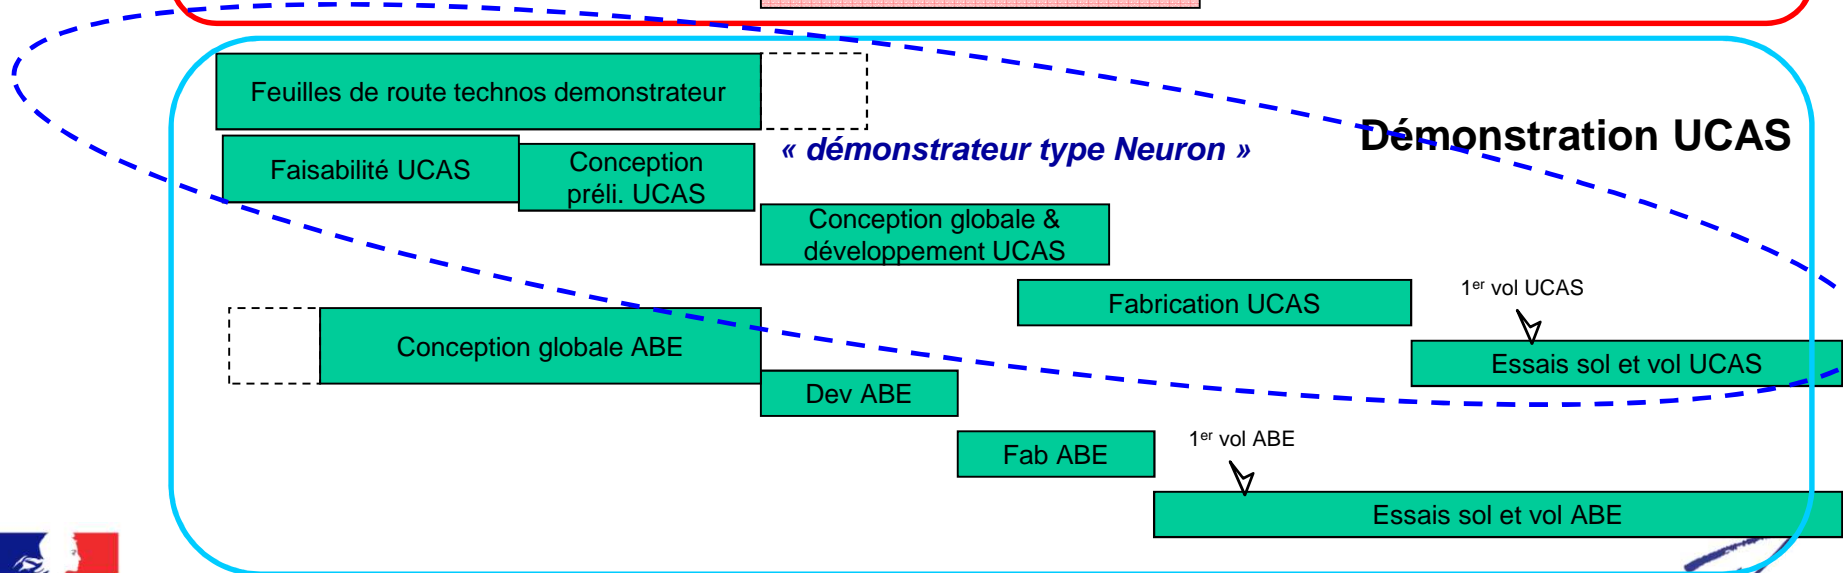 Feuilles de route technos demonstrateur
Démonstration UCAS
« démonstrateur type Neuron »
Faisabilité UCAS
Conception
préli. UCAS
Conception globale &
développement UCAS
Fabrication UCAS
1er vol UCAS
Conception globale ABE
Essais sol et vol UCAS
Dev ABE
Fab ABE
1er vol ABE
Essais sol et vol ABE